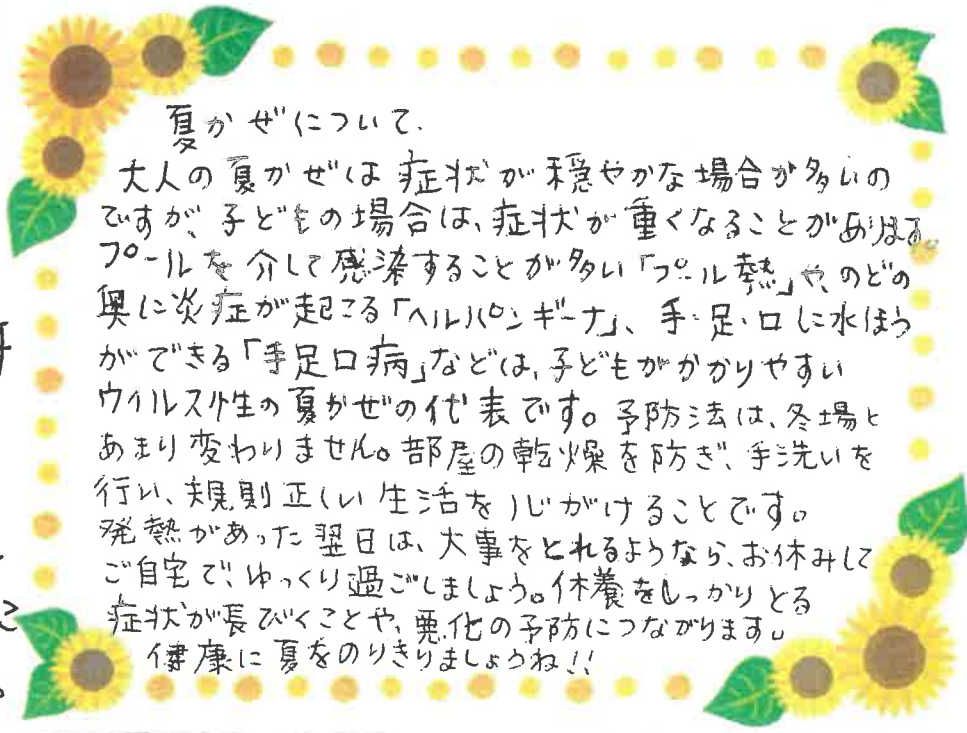 夏かぜについて.
大人の夏かぜは症状が穏やかな場合が多いの
ですが、子どもの場合は、症状が重くなることがあります。
プールを介して感染することが多い「プール熱」や、のどの
奥に炎症が起こる「ヘルパンギーナ」、手・足・口に水ほう
ができる「手足口病」などは、子どもがかかりやすい
ウイルス性の夏かぜの代表です。予防法は、冬場と
あまり変わりません。部屋の乾燥を防ぎ、手洗いを
行い、規則正しい生活を心がけることです。
発熱があった翌日は、大事をとれるようなら、お休みして
ご自宅で、ゆっくり過ごしましょう。休養をしっかりとる
症状が長びくことや、悪化の予防につながります。
健康に夏をのりきりましょうね!!